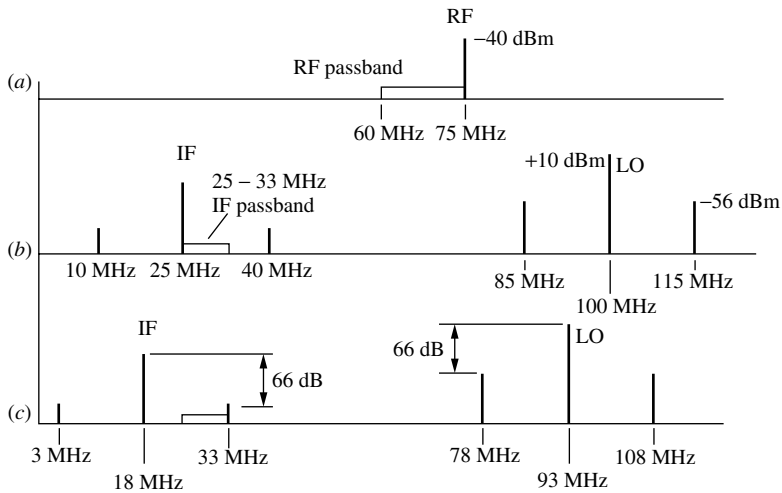 RF
−40 dBm
RF passband
(a)
60 MHz
75 MHz
IF
+10 dBm
LO
25 – 33 MHz
IF passband
−56 dBm
(b)
10 MHz
25 MHz
40 MHz
85 MHz
115 MHz
100 MHz
IF
66 dB
LO
66 dB
(c)
3 MHz
33 MHz
78 MHz
108 MHz
18 MHz
93 MHz